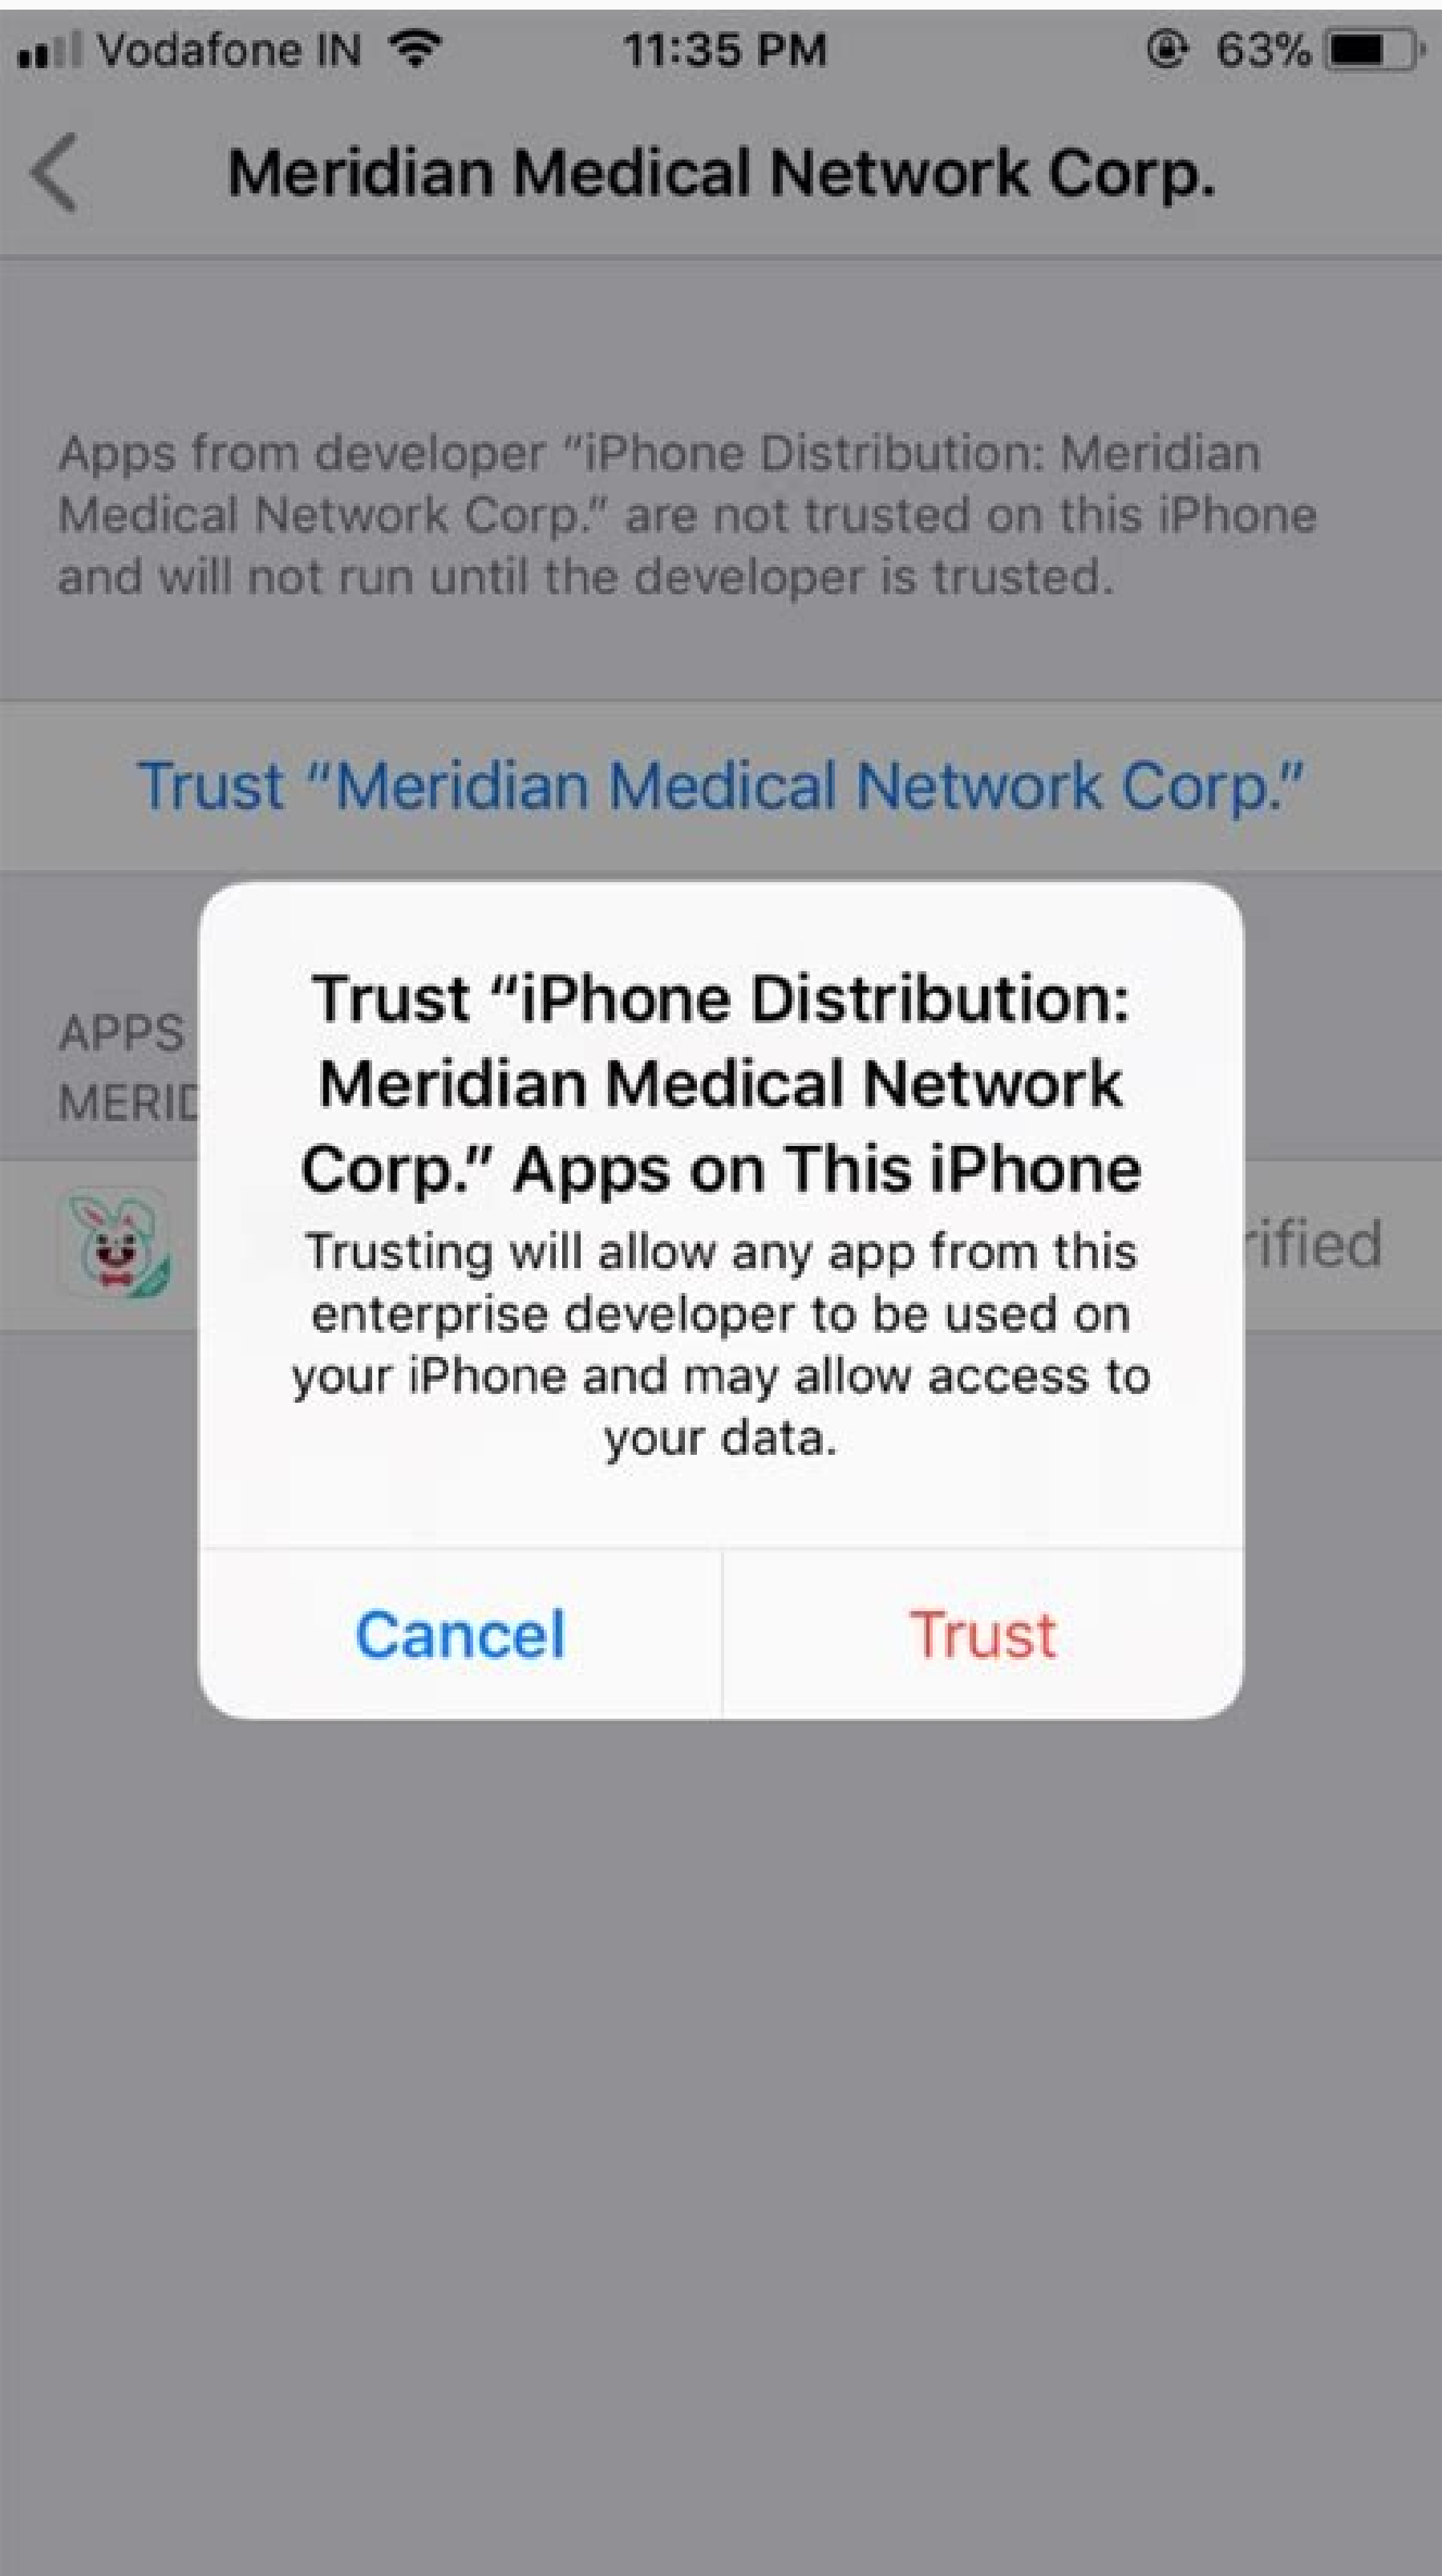 Vodafone IN 11:35 PM 63%
Meridian Medical Network Corp.
Apps from developer “iPhone Distribution: Meridian
Medical Network Corp.” are not trusted on this iPhone
and will not run until the developer is trusted.
Trust “Meridian Medical Network Corp.”
APPS
MERID
rified
Trust “iPhone Distribution:
Meridian Medical Network
Corp.” Apps on This iPhone
Trusting will allow any app from this
enterprise developer to be used on
your iPhone and may allow access to
your data.
Cancel Trust